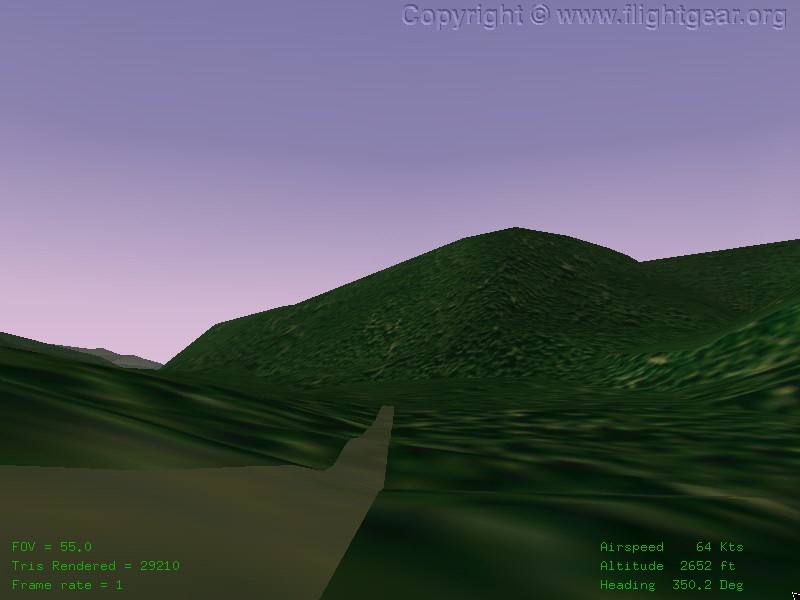 Copyright © www.flightgear.org
FOV = 55.0
Tris Rendered = 29210
Frame rate = 1
Airspeed 64 Kts
Altitude 2652 ft
Heading 350.2 Deg